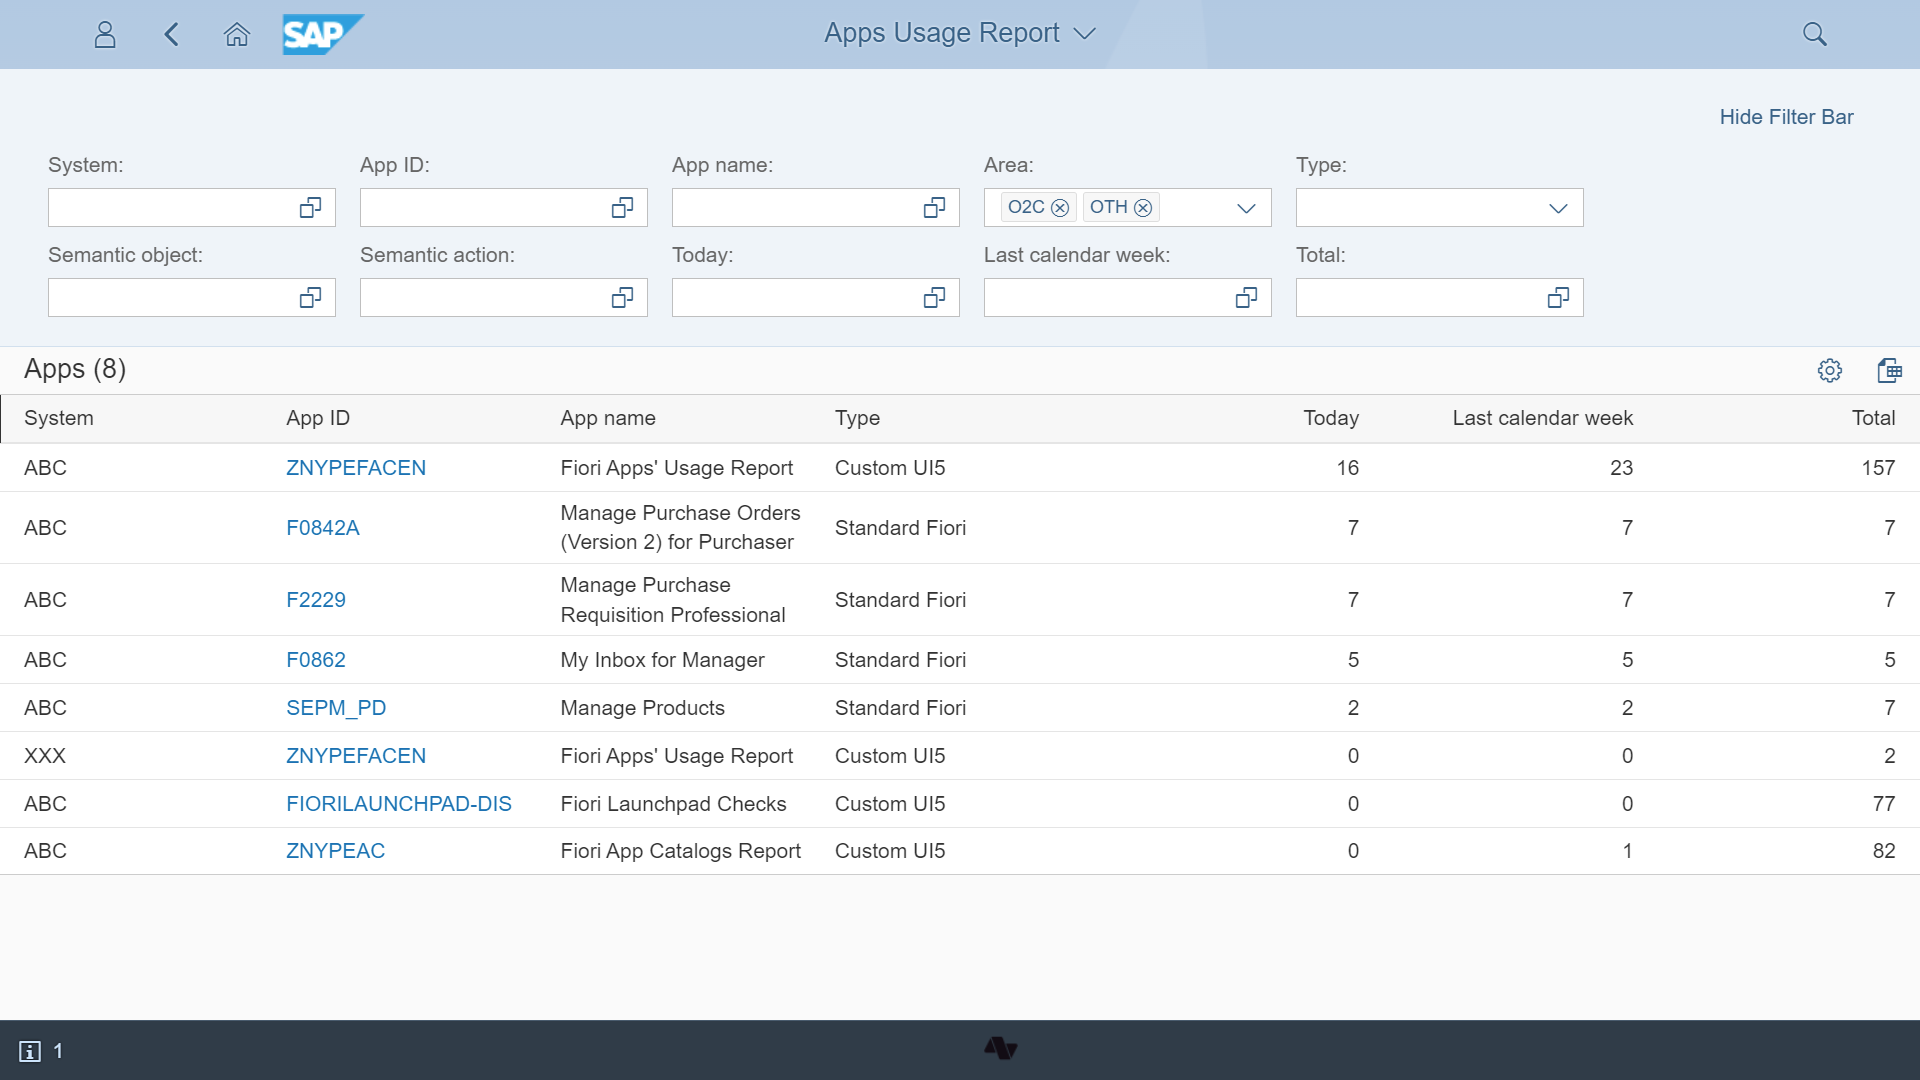 SAP Apps Usage Report
Hide Filter Bar
System: App ID: App name: Area: Type:
O2C OTH
Semantic object: Semantic action: Today: Last calendar week: Total:
Apps (8)
System App ID App name Type Today Last calendar week Total
ABC ZNYPEFACEN Fiori Apps' Usage Report Custom UI5 16 23 157
ABC F0842A Manage Purchase Orders (Version 2) for Purchaser Standard Fiori 7 7 7
ABC F2229 Manage Purchase Requisition Professional Standard Fiori 7 7 7
ABC F0862 My Inbox for Manager Standard Fiori 5 5 5
ABC SEPM_PD Manage Products Standard Fiori 2 2 7
XXX ZNYPEFACEN Fiori Apps' Usage Report Custom UI5 0 0 2
ABC FIORILAUNCHPAD-DIS Fiori Launchpad Checks Custom UI5 0 0 77
ABC ZNYPEAC Fiori App Catalogs Report Custom UI5 0 1 82
1